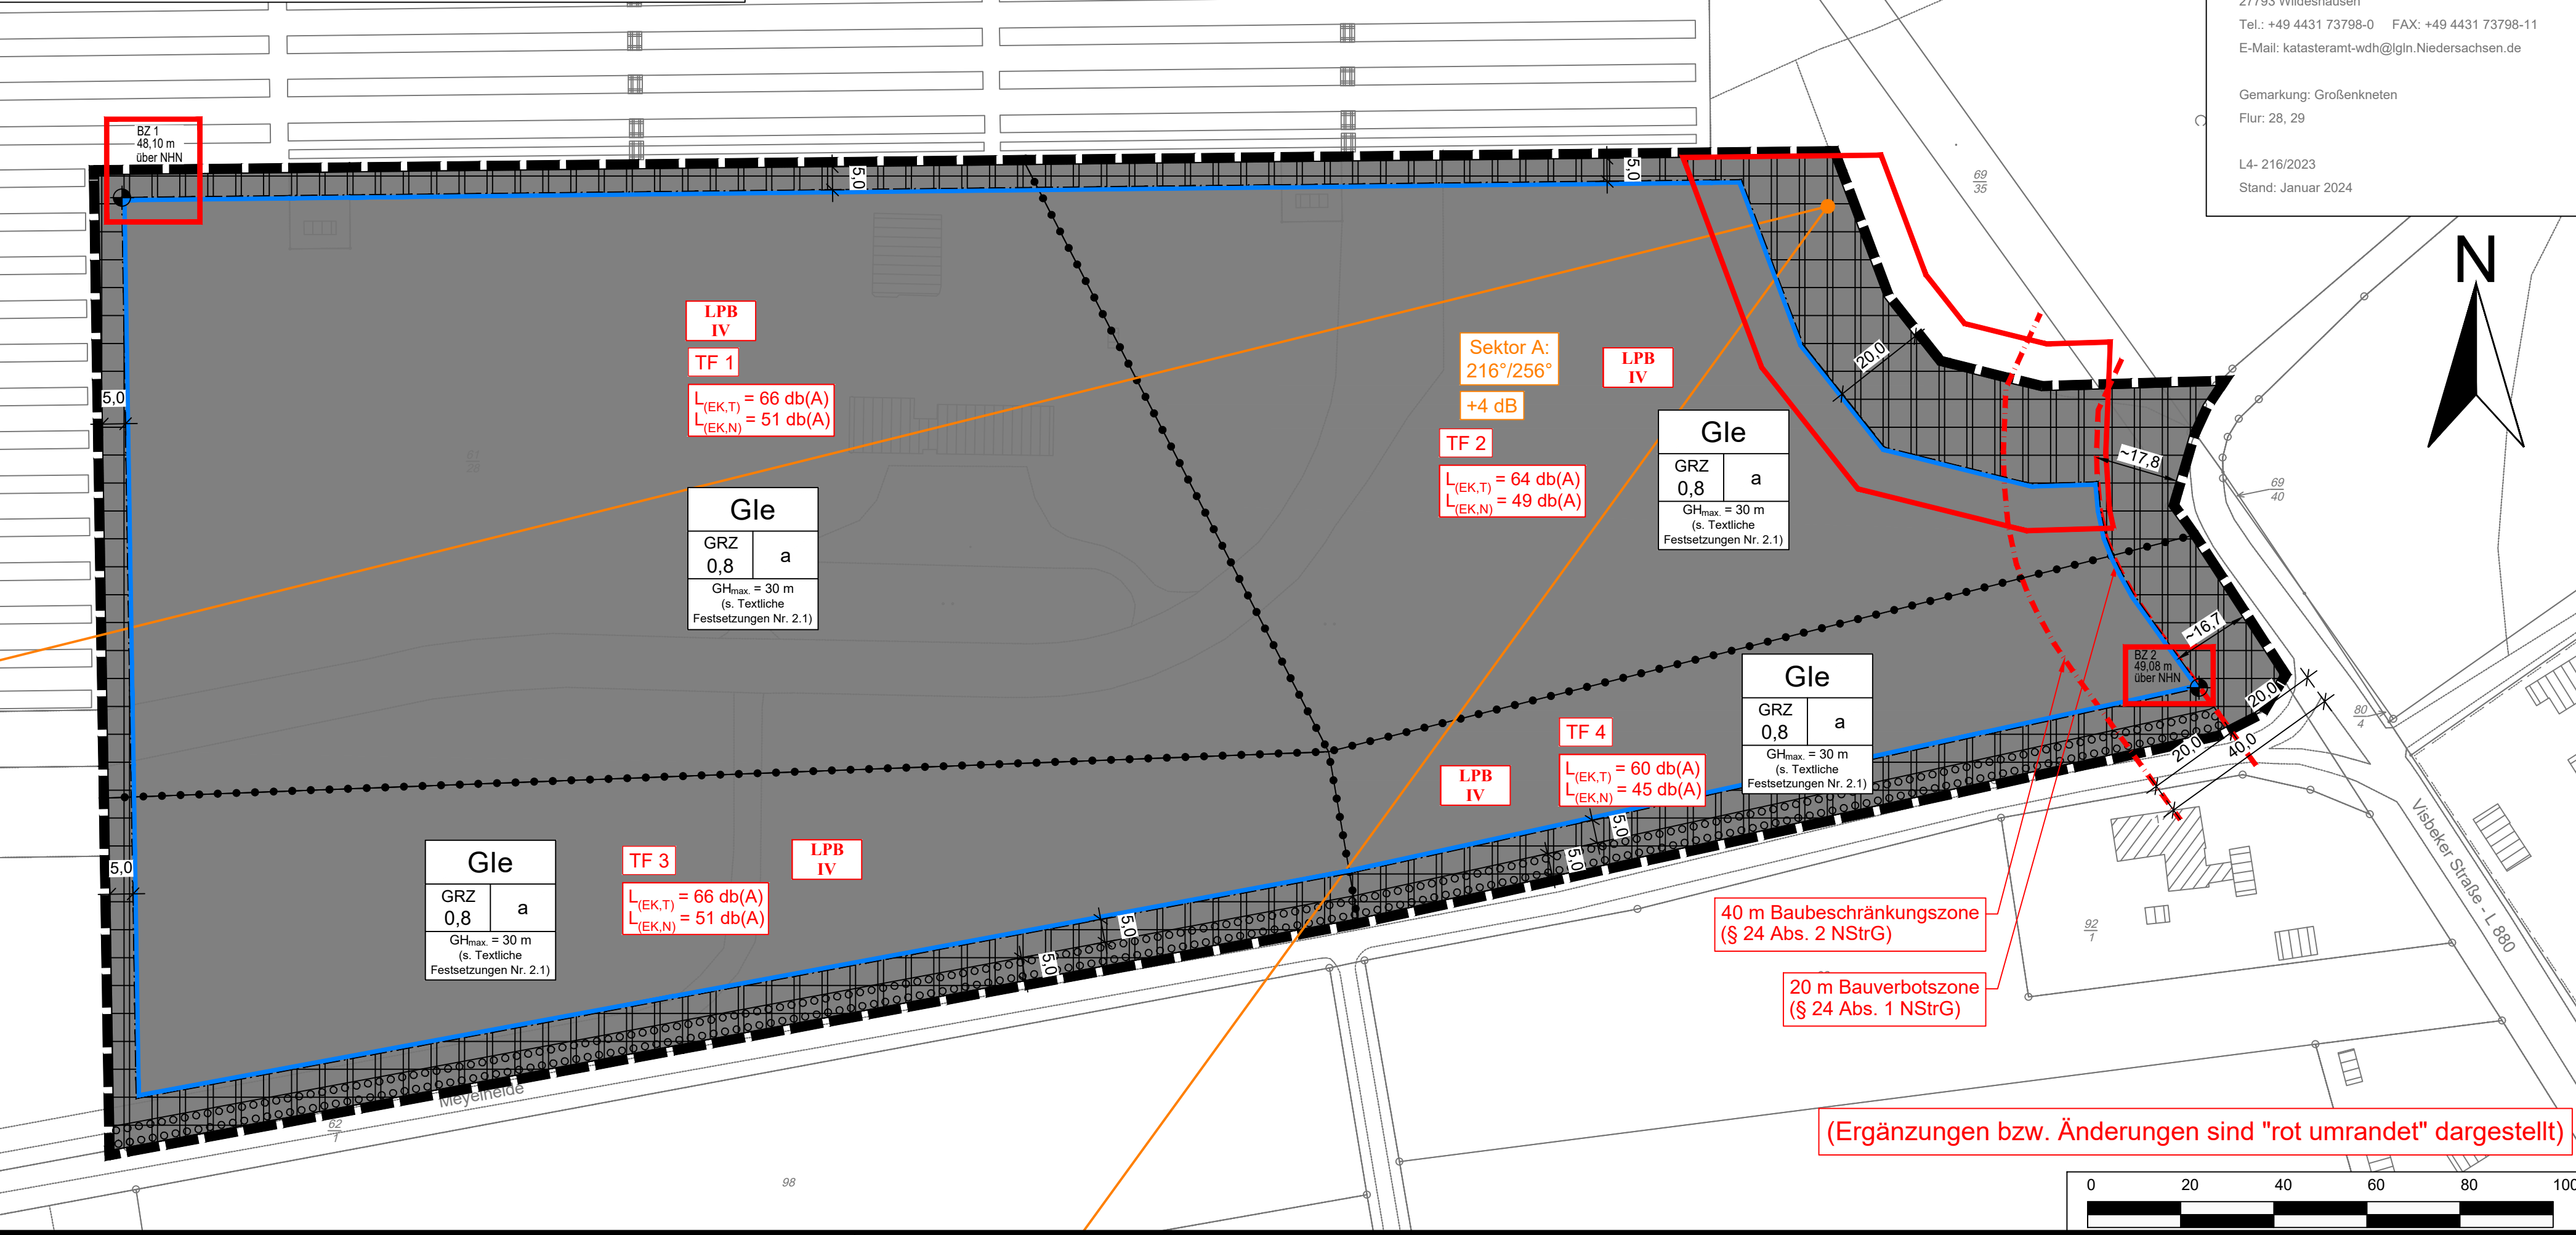 27793 Wildeshausen
Tel.: +49 4431 73798-0 FAX: +49 4431 73798-11
E-Mail: katasteramt-wdh@lgln.Niedersachsen.de
Gemarkung: Großenkneten
Flur: 28, 29
L4- 216/2023
Stand: Januar 2024
N
BZ 1
48,10 m
über NHN
5,0
5,0
69
35
LPB
IV
TF 1
L(EK,T) = 66 db(A)
L(EK,N) = 51 db(A)
Sektor A:
216°/256°
+4 dB
LPB
IV
TF 2
L(EK,T) = 64 db(A)
L(EK,N) = 49 db(A)
20,0
5,0
GIe
GRZ
0,8
a
GHmax. = 30 m
(s. Textliche
Festsetzungen Nr. 2.1)
GIe
GRZ
0,8
a
GHmax. = 30 m
(s. Textliche
Festsetzungen Nr. 2.1)
~17,8
69
40
~16,7
BZ 2
49,08 m
über NHN
20,0
20,0
40,0
80
4
GIe
GRZ
0,8
a
GHmax. = 30 m
(s. Textliche
Festsetzungen Nr. 2.1)
TF 4
L(EK,T) = 60 db(A)
L(EK,N) = 45 db(A)
LPB
IV
5,0
5,0
5,0
GIe
GRZ
0,8
a
GHmax. = 30 m
(s. Textliche
Festsetzungen Nr. 2.1)
TF 3
L(EK,T) = 66 db(A)
L(EK,N) = 51 db(A)
LPB
IV
5,0
5,0
1
Visbeker Straße - L 880
92
1
40 m Baubeschränkungszone
(§ 24 Abs. 2 NStrG)
20 m Bauverbotszone
(§ 24 Abs. 1 NStrG)
62
1
98
(Ergänzungen bzw. Änderungen sind "rot umrandet" dargestellt)
0 20 40 60 80 100